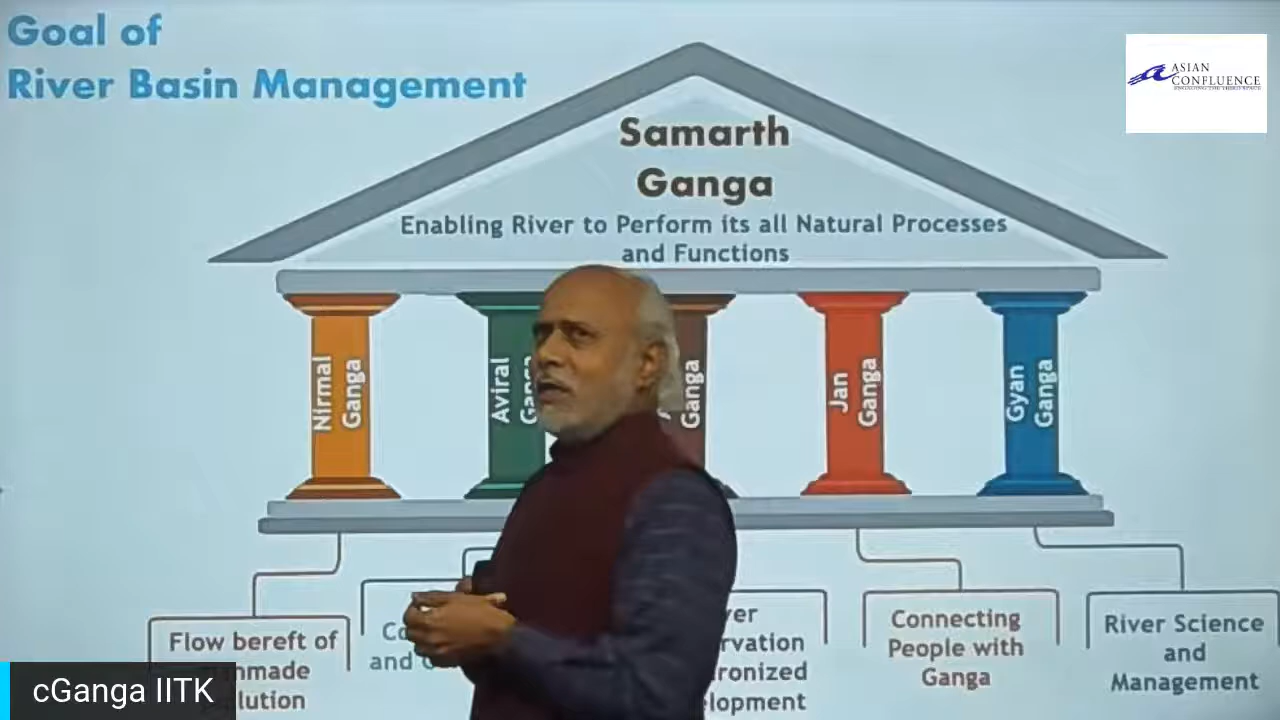 Goal of
River Basin Management
ASIAN
CONFLUENCE
Samarth
Ganga
Enabling River to Perform its all Natural Processes
and Functions
Nirmal
Ganga
Aviral
Ganga
Jan
Ganga
Gyan
Ganga
Flow bereft of
and
Connecting
People with
Ganga
River Science
and
Management
cGanga IITK